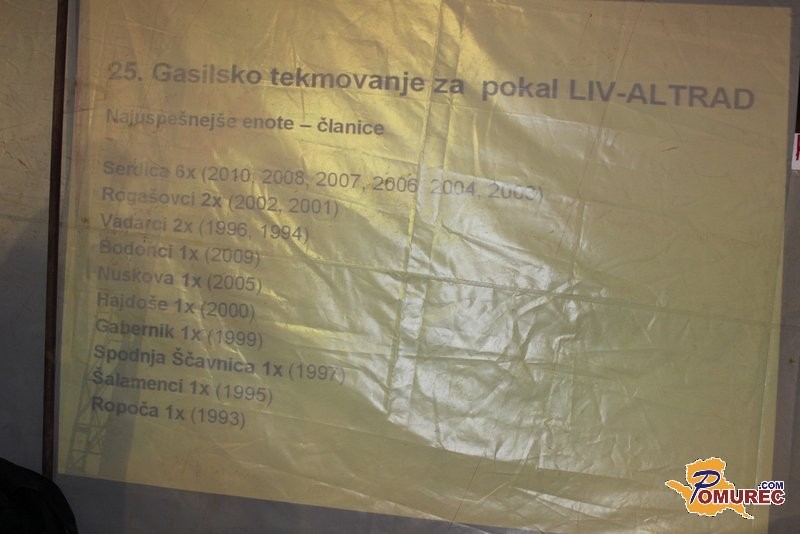 25. Gasilsko tekmovanje za pokal LIV-ALTRAD
Najuspešnejše enote – članice
Serdica 6x (2010, 2008, 2007, 2006, 2004, 2003)
Rogašovci 2x (2002, 2001)
Vadarci 2x (1996, 1994)
Bodonci 1x (2009)
Nuskova 1x (2005)
Hajdoše 1x (2000)
Gabernik 1x (1999)
Spodnja Ščavnica 1x (1997)
Šalamenci 1x (1995)
Ropoča 1x (1993)
POMUREC.COM